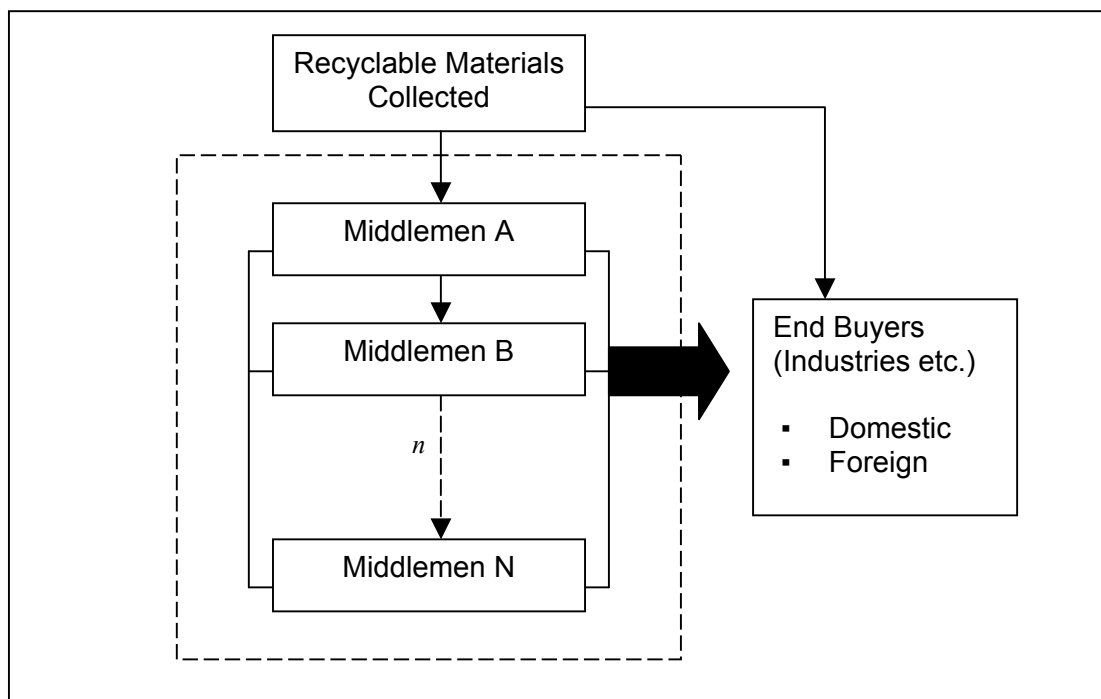 Recyclable Materials
Collected
Middlemen A
Middlemen B
n
Middlemen N
End Buyers
(Industries etc.)
▪ Domestic
▪ Foreign